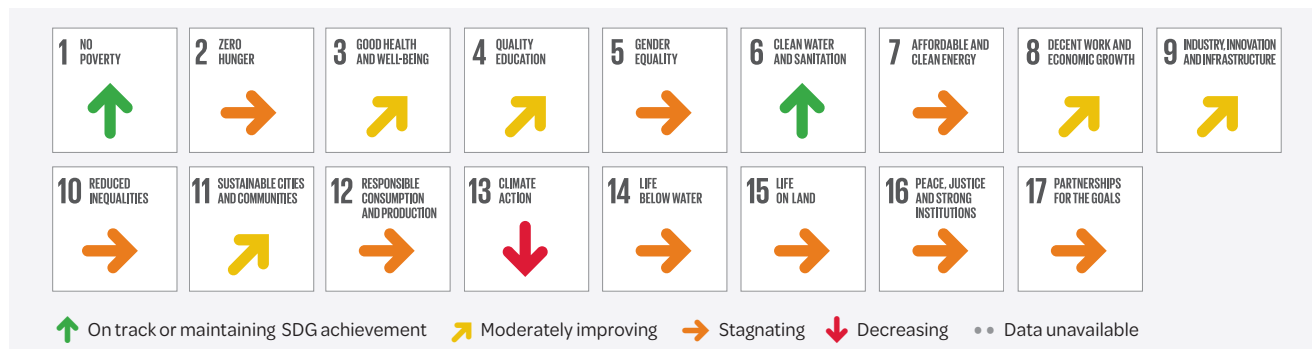 1 NO POVERTY
2 ZERO HUNGER
3 GOOD HEALTH AND WELL-BEING
4 QUALITY EDUCATION
5 GENDER EQUALITY
6 CLEAN WATER AND SANITATION
7 AFFORDABLE AND CLEAN ENERGY
8 DECENT WORK AND ECONOMIC GROWTH
9 INDUSTRY, INNOVATION AND INFRASTRUCTURE
10 REDUCED INEQUALITIES
11 SUSTAINABLE CITIES AND COMMUNITIES
12 RESPONSIBLE CONSUMPTION AND PRODUCTION
13 CLIMATE ACTION
14 LIFE BELOW WATER
15 LIFE ON LAND
16 PEACE, JUSTICE AND STRONG INSTITUTIONS
17 PARTNERSHIPS FOR THE GOALS
On track or maintaining SDG achievement
Moderately improving
Stagnating
Decreasing
Data unavailable